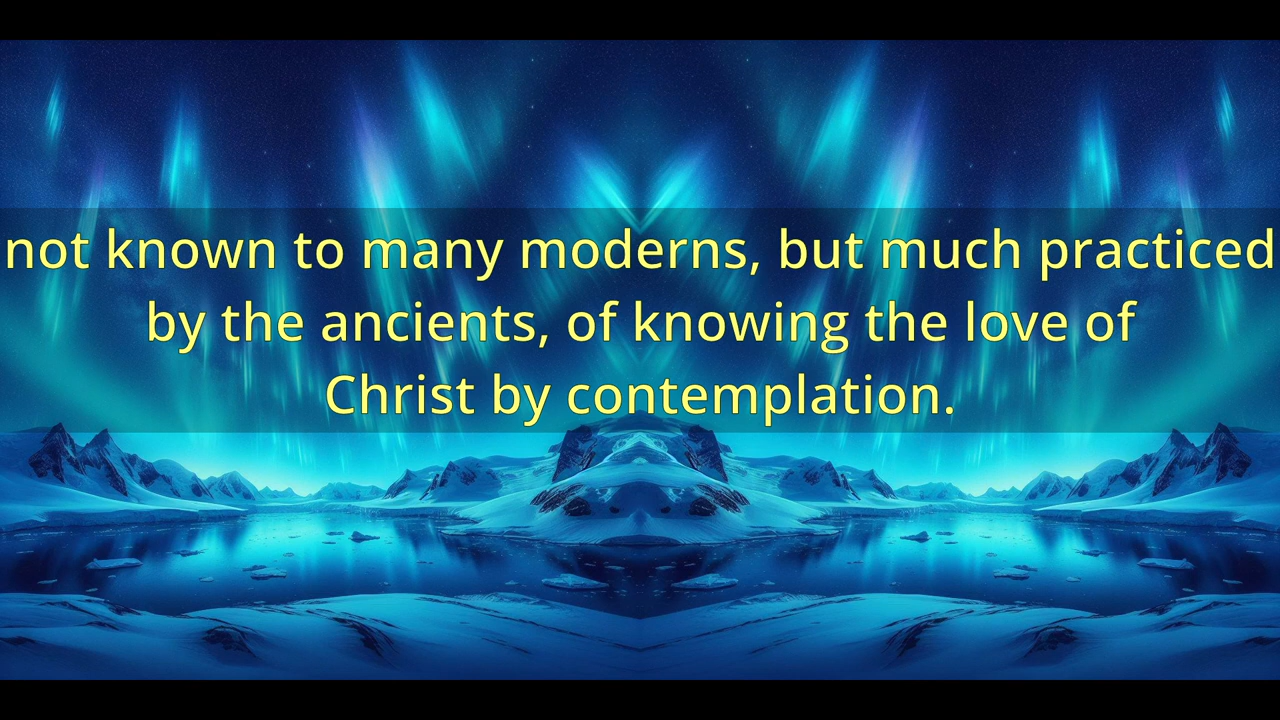 not known to many moderns, but much practiced
by the ancients, of knowing the love of
Christ by contemplation.